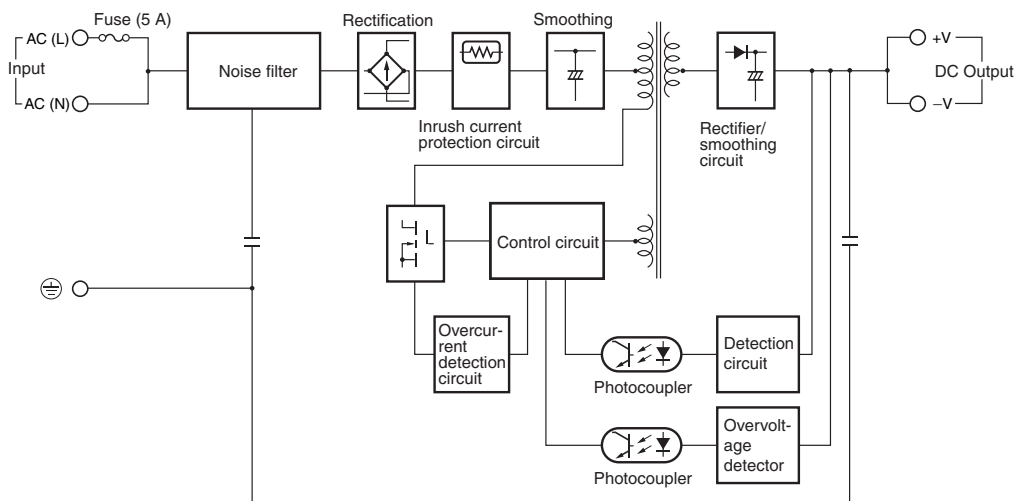 Fuse (5 A)
Rectification
Smoothing
AC (L)
Input
AC (N)
Noise filter
+V
DC Output
−V
Inrush current
protection circuit
Rectifier/
smoothing
circuit
Control circuit
Overcur-
rent
detection
circuit
Photocoupler
Detection
circuit
Photocoupler
Overvolt-
age
detector